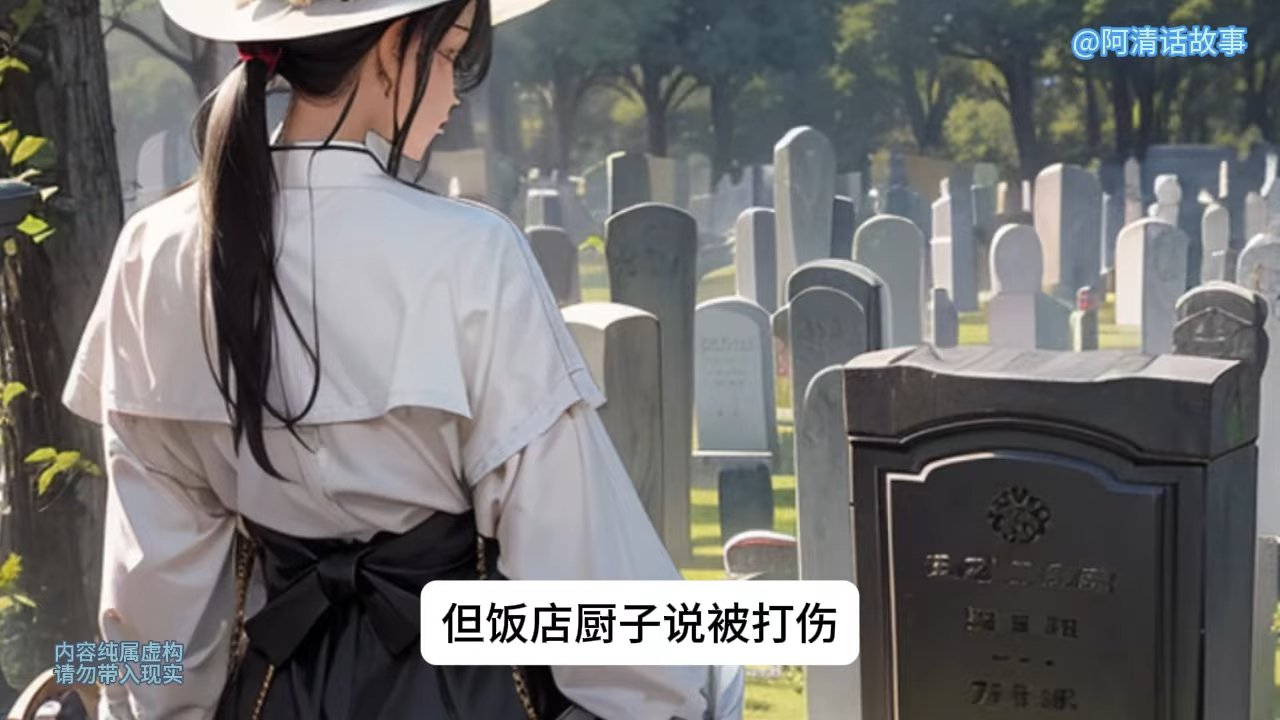 @阿清话故事
但饭店厨子说被打伤
内容纯属虚构
请勿带入现实